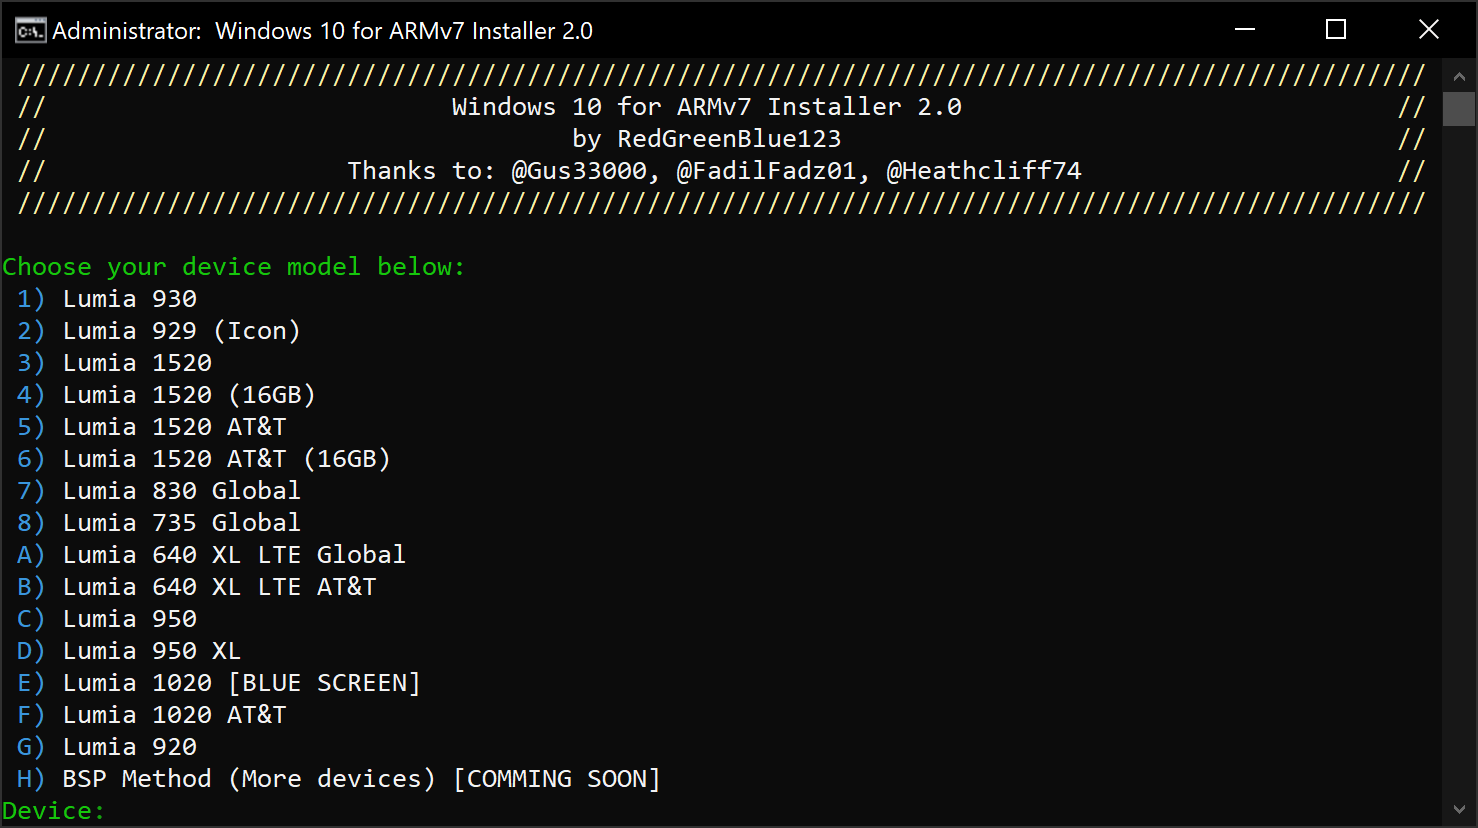 Administrator:  Windows 10 for ARMv7 Installer 2.0
//////////////////////////////////////////////////////////////////////////////////////////////
//                           Windows 10 for ARMv7 Installer 2.0                             //
//                                   by RedGreenBlue123                                     //
//                    Thanks to: @Gus33000, @FadilFadz01, @Heathcliff74                     //
//////////////////////////////////////////////////////////////////////////////////////////////
Choose your device model below:
1) Lumia 930
2) Lumia 929 (Icon)
3) Lumia 1520
4) Lumia 1520 (16GB)
5) Lumia 1520 AT&T
6) Lumia 1520 AT&T (16GB)
7) Lumia 830 Global
8) Lumia 735 Global
A) Lumia 640 XL LTE Global
B) Lumia 640 XL LTE AT&T
C) Lumia 950
D) Lumia 950 XL
E) Lumia 1020 [BLUE SCREEN]
F) Lumia 1020 AT&T
G) Lumia 920
H) BSP Method (More devices) [COMMING SOON]
Device: